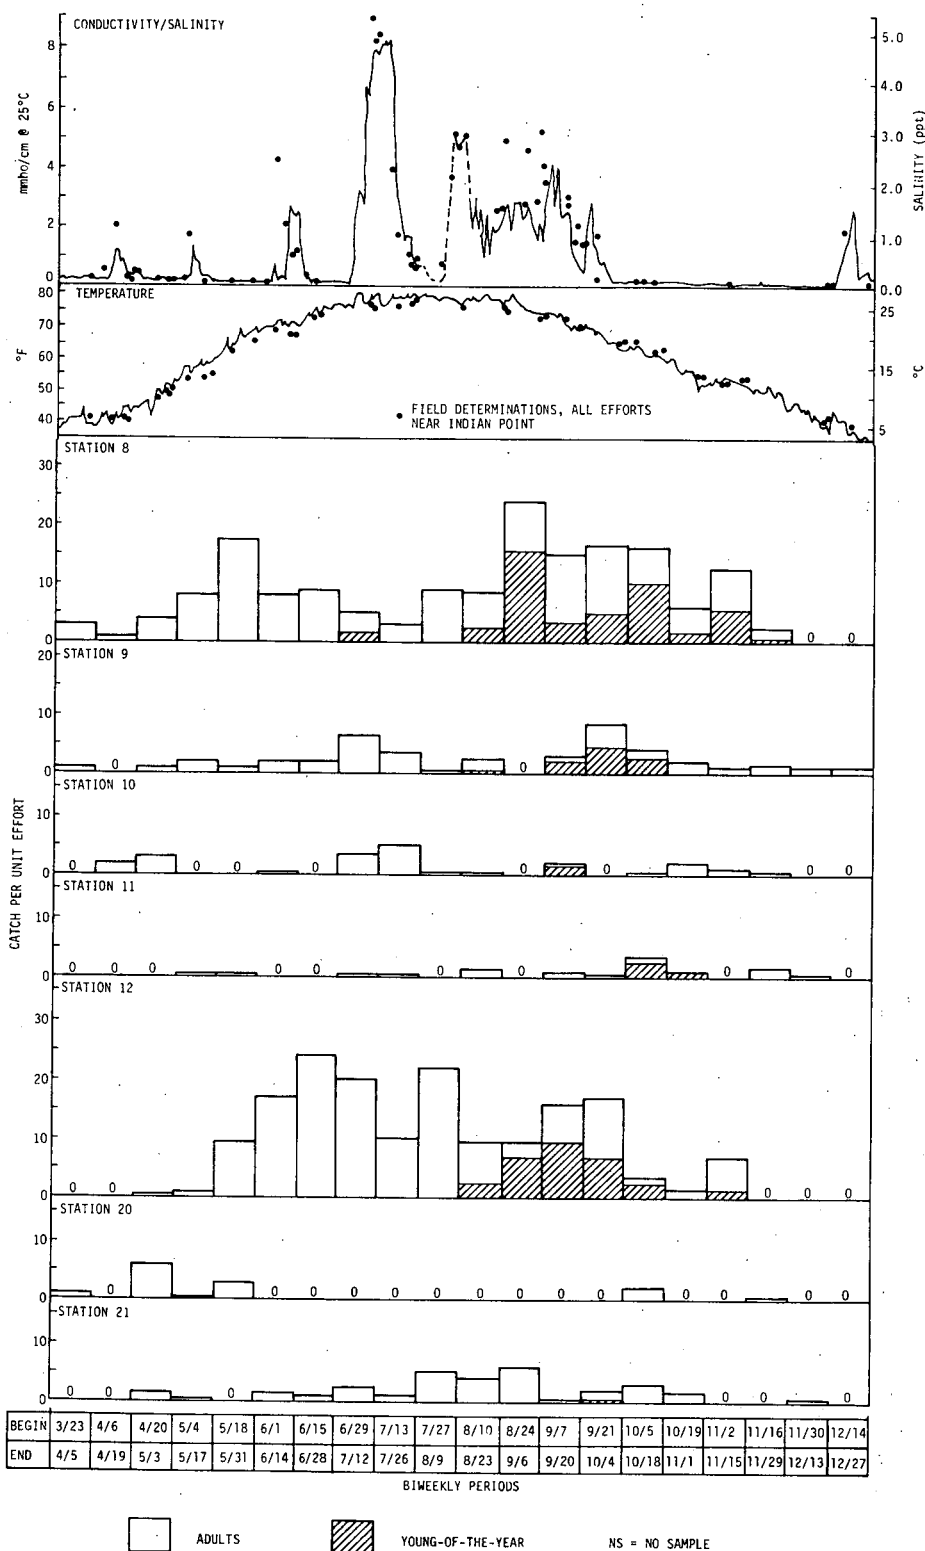 CONDUCTIVITY/SALINITY
8
6
4
2
0
mmho/cm @ 25°C
5.0
4.0
3.0
2.0
1.0
0.0
SALINITY (ppt)
TEMPERATURE
80
70
60
50
40
°F
25
15
5
°C
● FIELD DETERMINATIONS, ALL EFFORTS
NEAR INDIAN POINT
CATCH PER UNIT EFFORT
STATION 8
30
20
10
0
0 0
STATION 9
20
10
0
0 0
STATION 10
10
0
0 0 0 0 0 0 0 0
STATION 11
10
0
0 0 0 0 0 0 0 0 0
STATION 12
30
20
10
0
0 0 0 0 0
STATION 20
10
0
0 0 0 0 0 0 0 0 0 0 0 0 0 0
STATION 21
10
0
0 0 0 0 0 0
BEGIN 3/23 4/6 4/20 5/4 5/18 6/1 6/15 6/29 7/13 7/27 8/10 8/24 9/7 9/21 10/5 10/19 11/2 11/16 11/30 12/14
END 4/5 4/19 5/3 5/17 5/31 6/14 6/28 7/12 7/26 8/9 8/23 9/6 9/20 10/4 10/18 11/1 11/15 11/29 12/13 12/27
BIWEEKLY PERIODS
ADULTS YOUNG-OF-THE-YEAR NS = NO SAMPLE